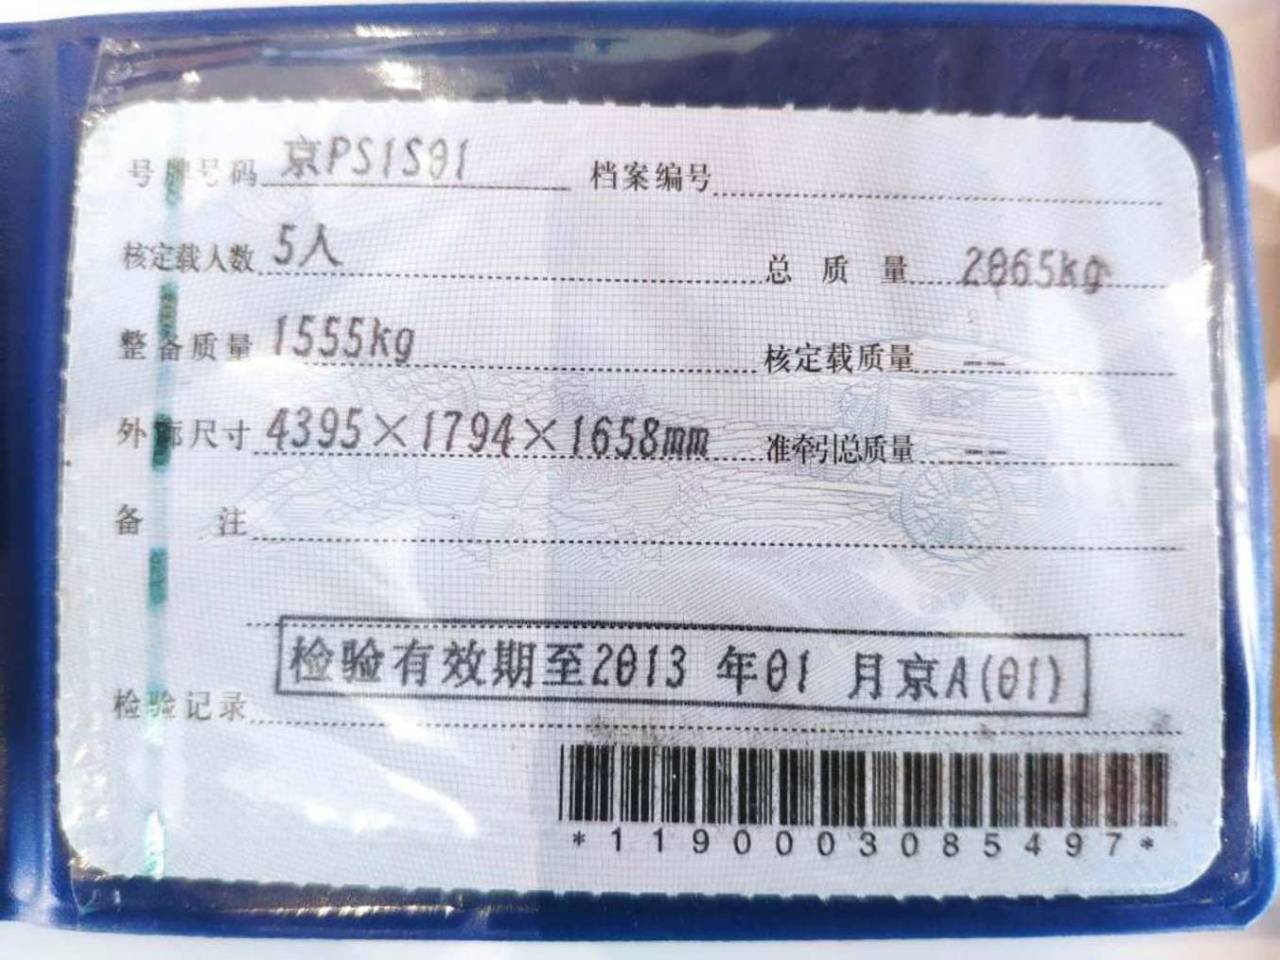 号牌号码 京PS1S01 档案编号
核定载人数 5人 总质量 2065kg
整备质量 1555kg 核定载质量 --
外廓尺寸 4395×1794×1658mm 准牵引总质量 --
备注
检验有效期至2013年01月京A(01)
检验记录
*1190003085497*